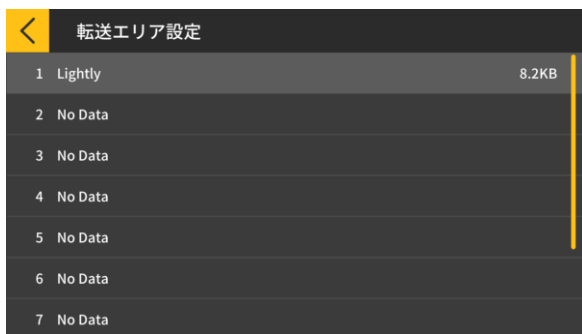 転送エリア設定
1 Lightly 8.2KB
2 No Data
3 No Data
4 No Data
5 No Data
6 No Data
7 No Data